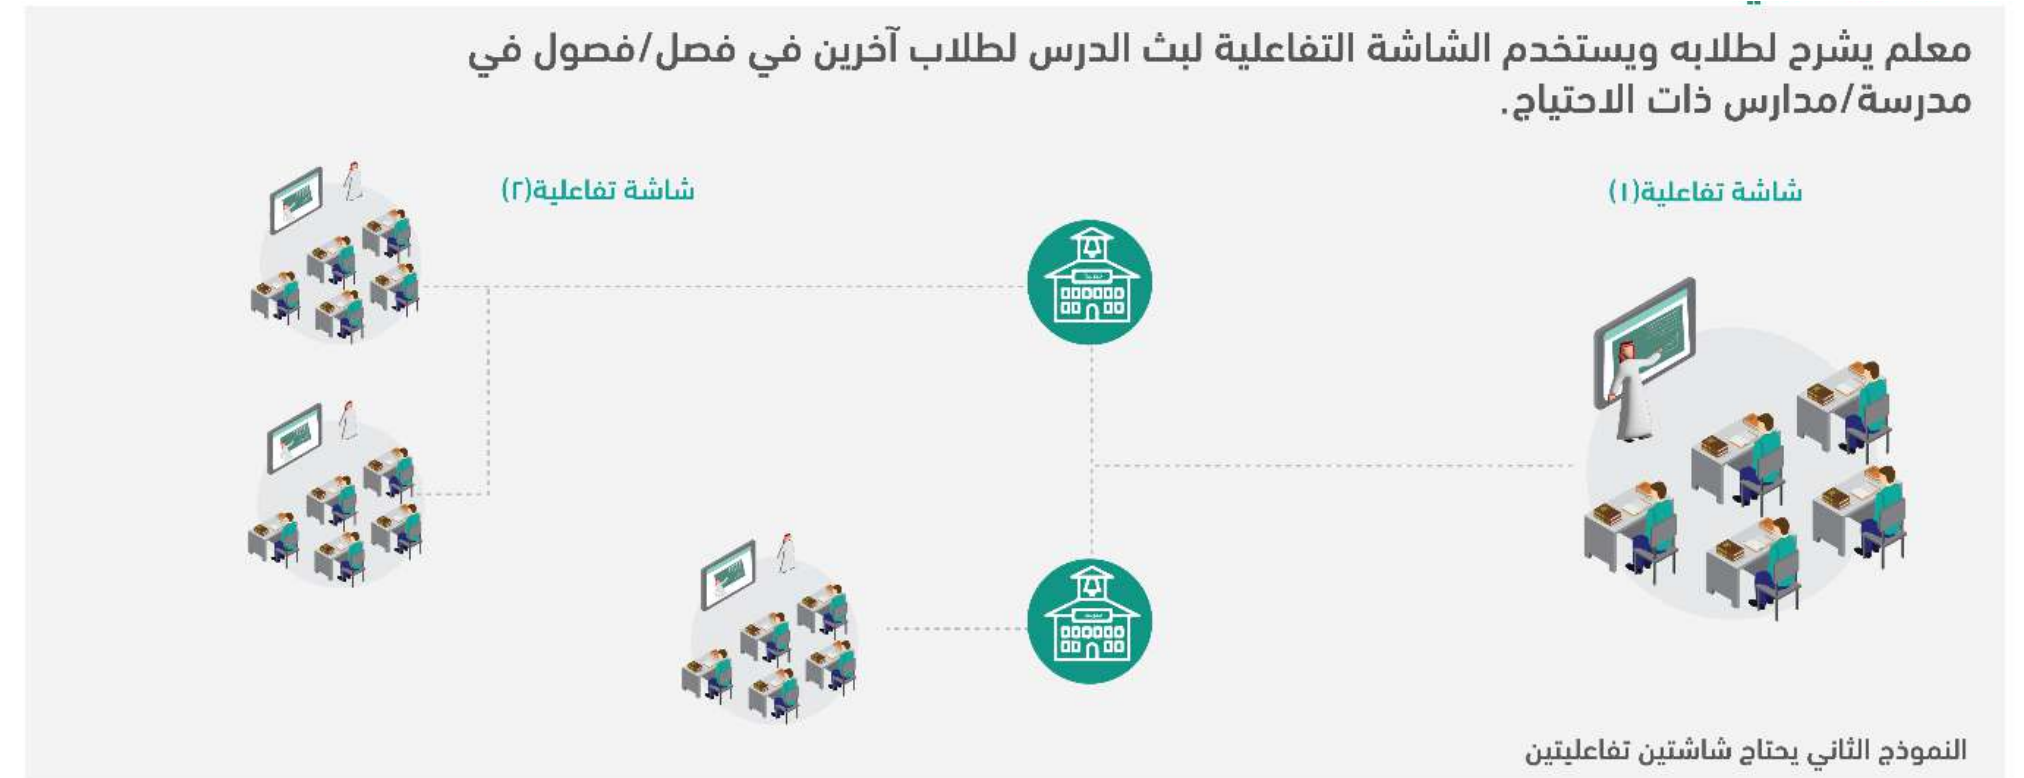 معلم يشرح لطلابه ويستخدم الشاشة التفاعلية لبث الدرس لطلاب آخرين في فصل/فصول في
مدرسة/مدارس ذات الاحتياج.
شاشة تفاعلية(١)
شاشة تفاعلية(٢)
النموذج الثاني يحتاج شاشتين تفاعليتين